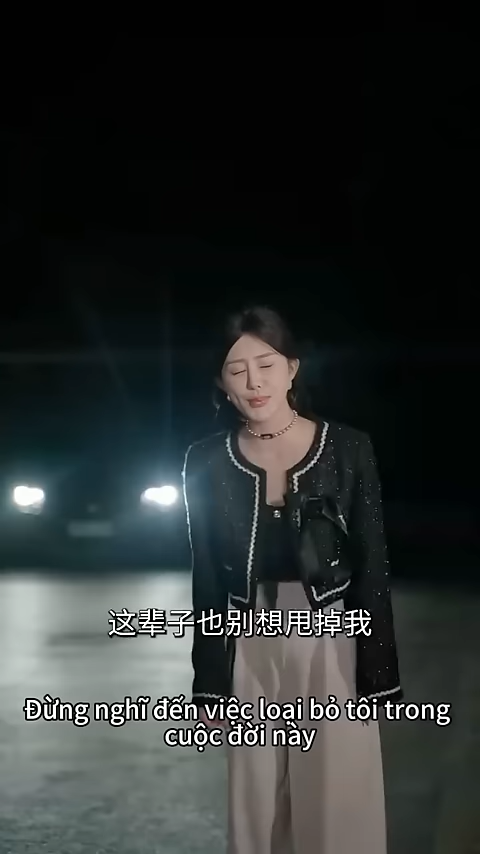 这辈子也别想甩掉我
Đừng nghĩ đến việc loại bỏ tôi trong
cuộc đời này